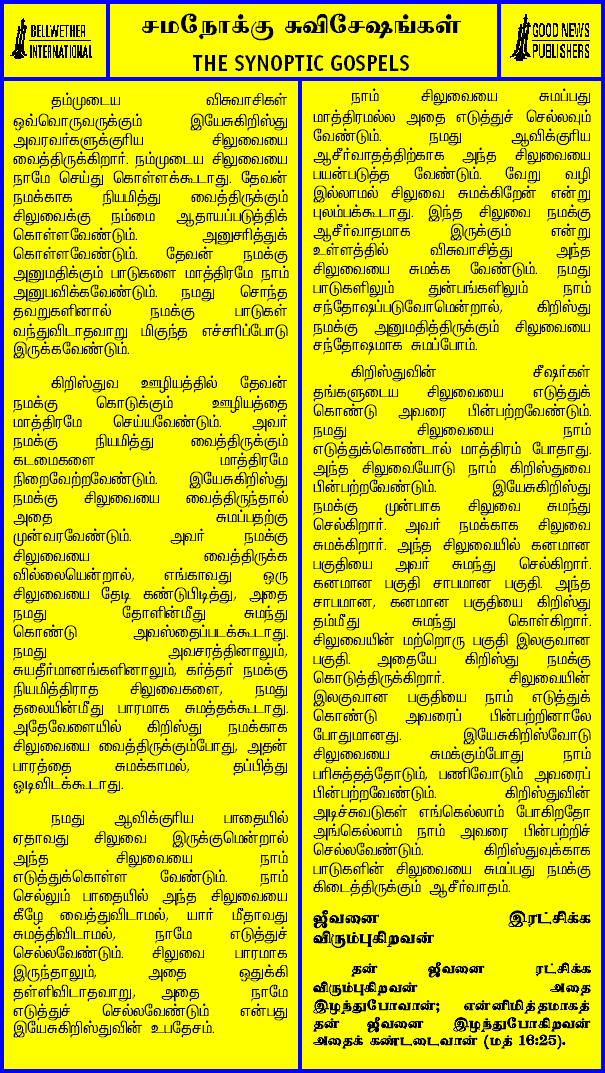 BELLWETHER
INTERNATIONAL
சமநோக்கு சுவிசேஷங்கள்
THE SYNOPTIC GOSPELS
GOOD NEWS
PUBLISHERS
தம்முடைய விசுவாசிகள்
ஒவ்வொருவருக்கும் இயேசுகிறிஸ்து
அவரவர்களுக்குரிய சிலுவையை
வைத்திருக்கிறார். நம்முடைய சிலுவையை
நாமே செய்து கொள்ளக்கூடாது. தேவன்
நமக்காக நியமித்து வைத்திருக்கும்
சிலுவைக்கு நம்மை ஆதாயப்படுத்திக்
கொள்ளவேண்டும். அனுசரித்துக்
கொள்ளவேண்டும். தேவன் நமக்கு
அனுமதிக்கும் பாடுகளை மாத்திரமே நாம்
அனுபவிக்கவேண்டும். நமது சொந்த
தவறுகளினால் நமக்கு பாடுகள்
வந்துவிடாதவாறு மிகுந்த எச்சரிப்போடு
இருக்கவேண்டும்.
கிறிஸ்துவ ஊழியத்தில் தேவன்
நமக்கு கொடுக்கும் ஊழியத்தை
மாத்திரமே செய்யவேண்டும். அவர்
நமக்கு நியமித்து வைத்திருக்கும்
கடமைகளை மாத்திரமே
நிறைவேற்றவேண்டும். இயேசுகிறிஸ்து
நமக்கு சிலுவையை வைத்திருந்தால்
அதை சுமப்பதற்கு
முன்வரவேண்டும். அவர் நமக்கு
சிலுவையை வைத்திருக்க
வில்லையென்றால், எங்காவது ஒரு
சிலுவையை தேடி கண்டுபிடித்து, அதை
நமது தோளின்மீது சுமந்து
கொண்டு அவஸ்தைப்படக்கூடாது.
நமது அவசரத்தினாலும்,
சுயதீர்மானங்களினாலும், கர்த்தர் நமக்கு
நியமித்திராத சிலுவைகளை, நமது
தலையின்மீது பாரமாக சுமத்தக்கூடாது.
அதேவேளையில் கிறிஸ்து நமக்காக
சிலுவையை வைத்திருக்கும்போது, அதன்
பாரத்தை சுமக்காமல், தப்பித்து
ஓடிவிடக்கூடாது.
நமது ஆவிக்குரிய பாதையில்
ஏதாவது சிலுவை இருக்குமென்றால்
அந்த சிலுவையை நாம்
எடுத்துக்கொள்ள வேண்டும். நாம்
செல்லும் பாதையில் அந்த சிலுவையை
கீழே வைத்துவிடாமல், யார் மீதாவது
சுமத்திவிடாமல், நாமே எடுத்துச்
செல்லவேண்டும். சிலுவை பாரமாக
இருந்தாலும், அதை ஒதுக்கி
தள்ளிவிடாதவாறு, அதை நாமே
எடுத்துச் செல்லவேண்டும் என்பது
இயேசுகிறிஸ்துவின் உபதேசம்.
நாம் சிலுவையை சுமப்பது
மாத்திரமல்ல அதை எடுத்துச் செல்லவும்
வேண்டும். நமது ஆவிக்குரிய
ஆசீர்வாதத்திற்காக அந்த சிலுவையை
பயன்படுத்த வேண்டும். வேறு வழி
இல்லாமல் சிலுவை சுமக்கிறேன் என்று
புலம்பக்கூடாது. இந்த சிலுவை நமக்கு
ஆசீர்வாதமாக இருக்கும் என்று
உள்ளத்தில் விசுவாசித்து அந்த
சிலுவையை சுமக்க வேண்டும். நமது
பாடுகளிலும் துன்பங்களிலும் நாம்
சந்தோஷப்படுவோமென்றால், கிறிஸ்து
நமக்கு அனுமதித்திருக்கும் சிலுவையை
சந்தோஷமாக சுமப்போம்.
கிறிஸ்துவின் சீஷர்கள்
தங்களுடைய சிலுவையை எடுத்துக்
கொண்டு அவரை பின்பற்றவேண்டும்.
நமது சிலுவையை நாம்
எடுத்துக்கொண்டால் மாத்திரம் போதாது.
அந்த சிலுவையோடு நாம் கிறிஸ்துவை
பின்பற்றவேண்டும். இயேசுகிறிஸ்து
நமக்கு முன்பாக சிலுவை சுமந்து
செல்கிறார். அவர் நமக்காக சிலுவை
சுமக்கிறார். அந்த சிலுவையில் கனமான
பகுதியை அவர் சுமந்து செல்கிறார்.
கனமான பகுதி சாபமான பகுதி. அந்த
சாபமான, கனமான பகுதியை கிறிஸ்து
தம்மீது சுமந்து கொள்கிறார்.
சிலுவையின் மற்றொரு பகுதி இலகுவான
பகுதி. அதையே கிறிஸ்து நமக்கு
கொடுத்திருக்கிறார். சிலுவையின்
இலகுவான பகுதியை நாம் எடுத்துக்
கொண்டு அவரைப் பின்பற்றினாலே
போதுமானது. இயேசுகிறிஸ்வோடு
சிலுவையை சுமக்கும்போது நாம்
பரிசுத்தத்தோடும், பணிவோடும் அவரைப்
பின்பற்றவேண்டும். கிறிஸ்துவின்
அடிச்சுவடுகள் எங்கெல்லாம் போகிறதோ
அங்கெல்லாம் நாம் அவரை பின்பற்றிச்
செல்லவேண்டும். கிறிஸ்துவுக்காக
பாடுகளின் சிலுவையை சுமப்பது நமக்கு
கிடைத்திருக்கும் ஆசீர்வாதம்.
ஜீவனை இரட்சிக்க
விரும்புகிறவன்
தன் ஜீவனை ரட்சிக்க
விரும்புகிறவன் அதை
இழந்துபோவான்; என்னிமித்தமாகத்
தன் ஜீவனை இழந்துபோகிறவன்
அதைக் கண்டடைவான் (மத் 16:25).